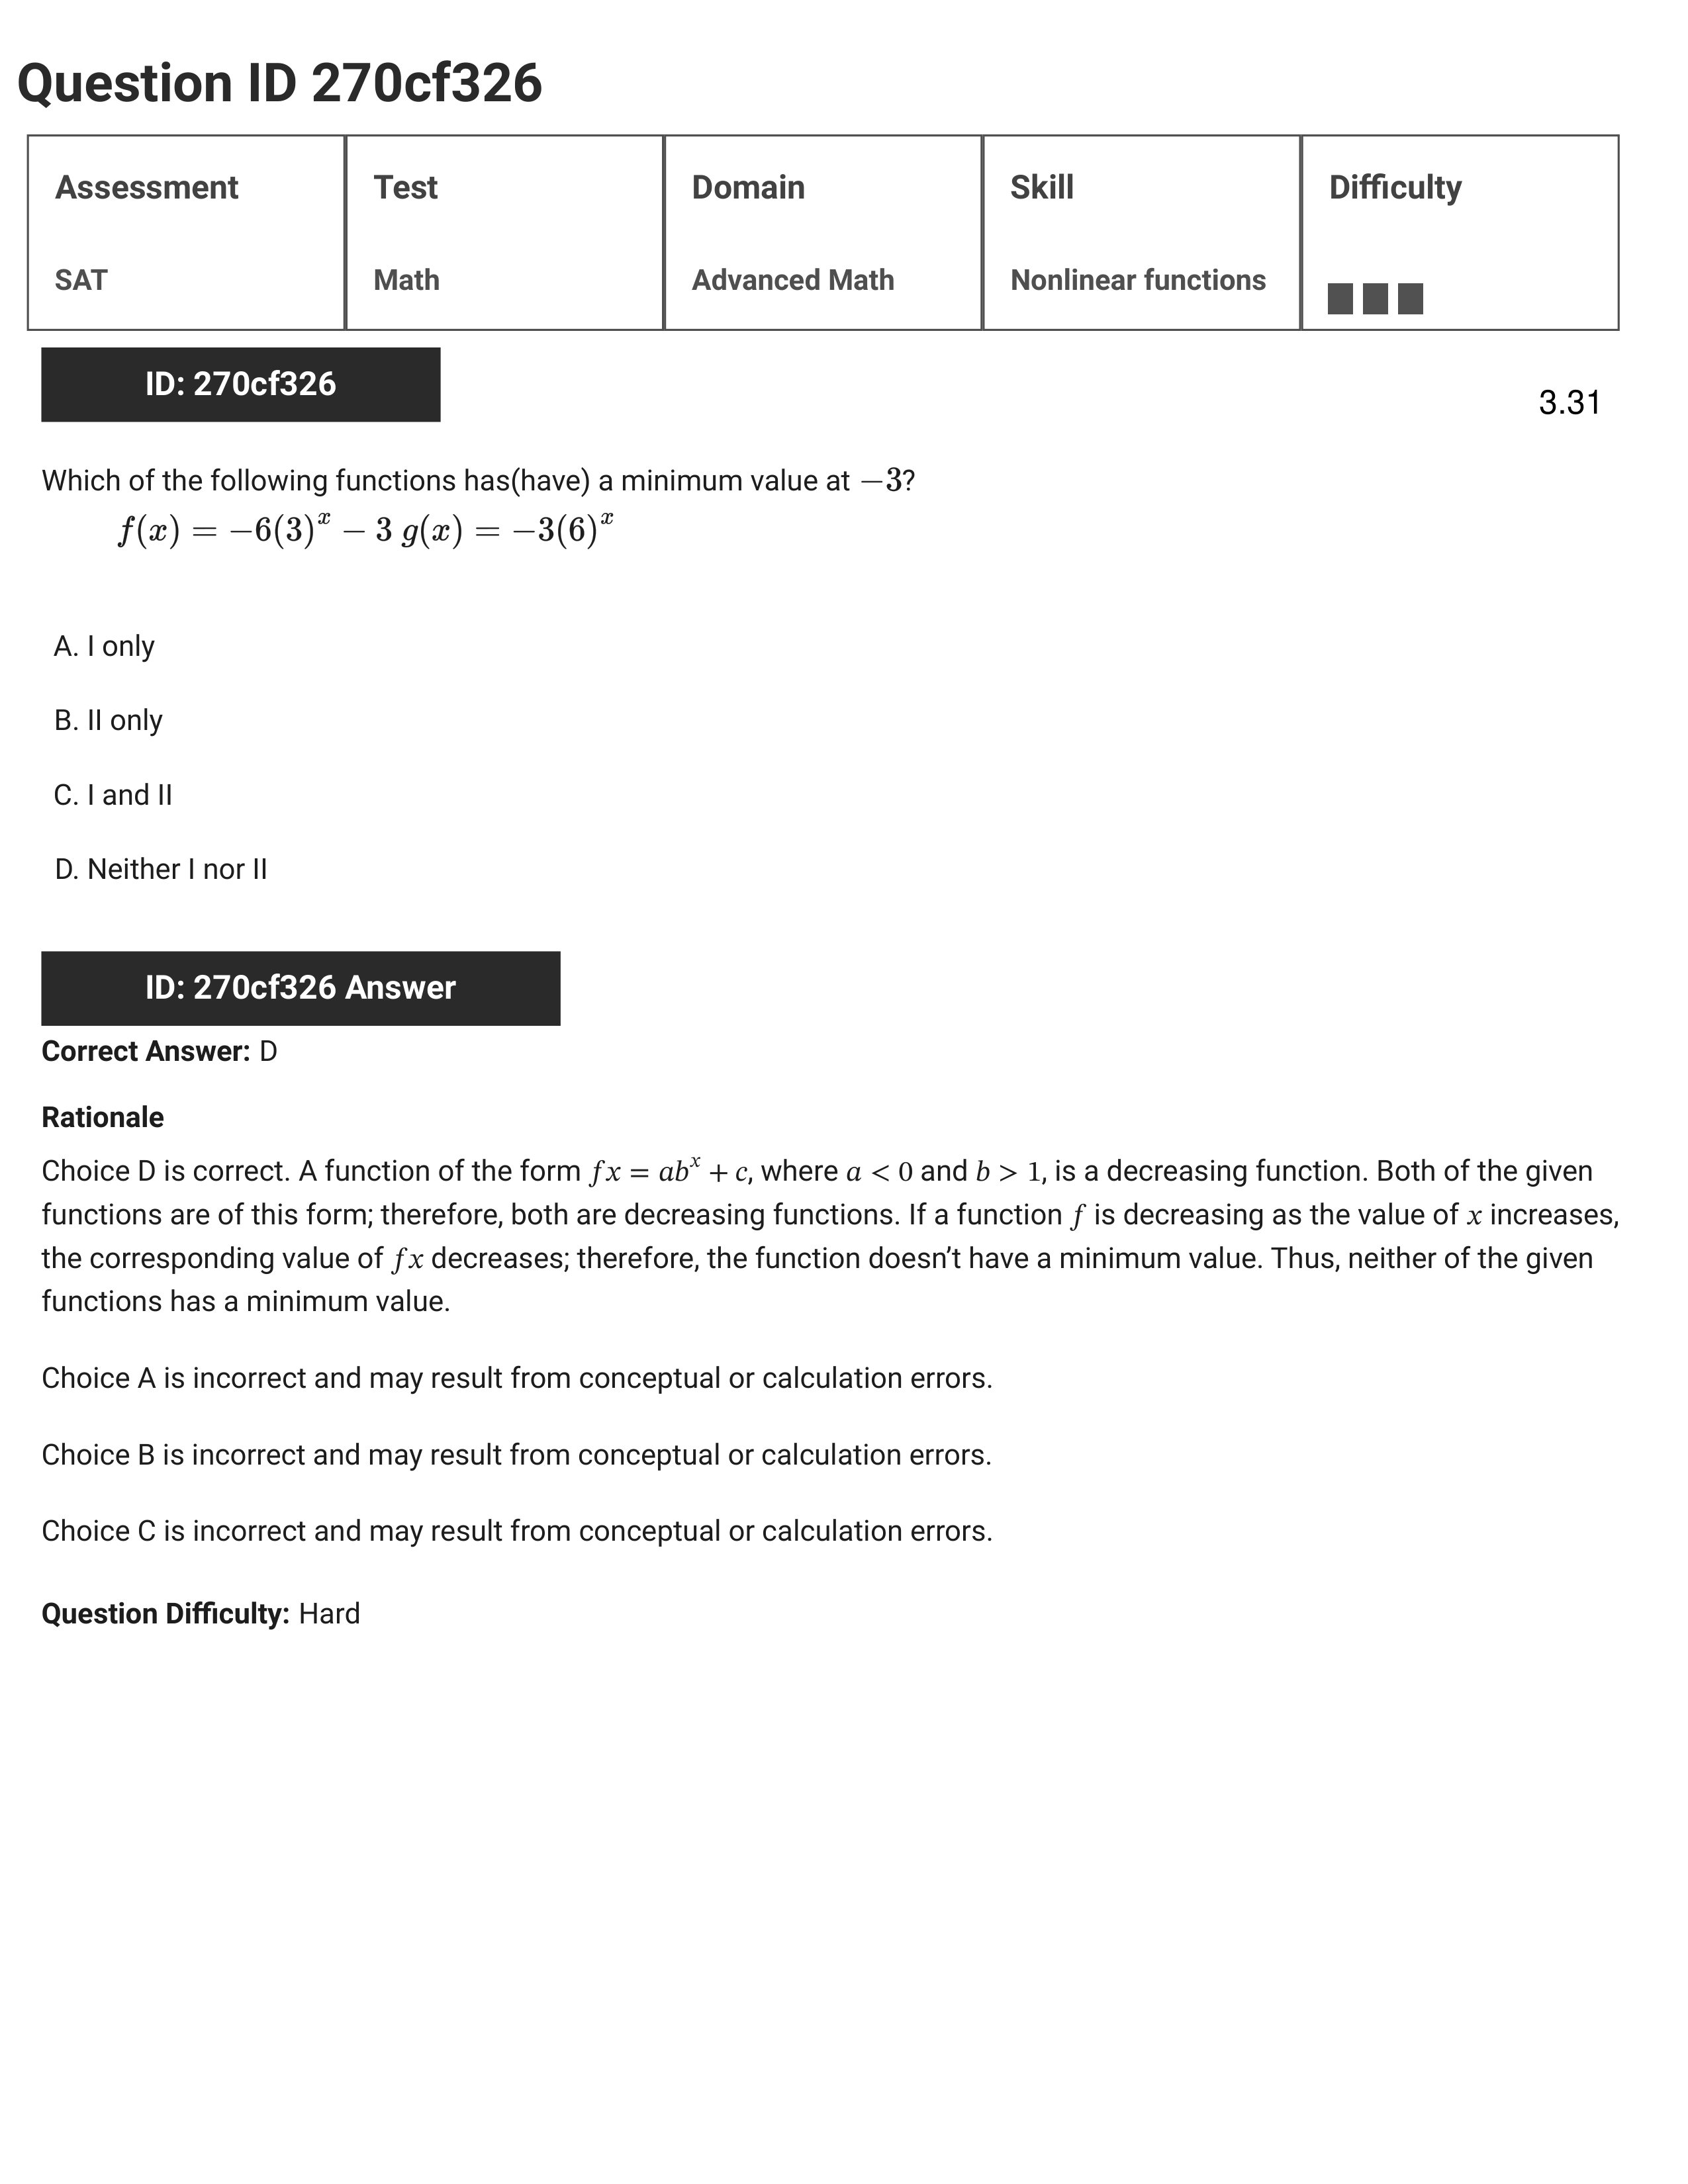 Question ID 270cf326
Assessment Test Domain Skill Difficulty
SAT Math Advanced Math Nonlinear functions
ID: 270cf326
3.31
Which of the following functions has(have) a minimum value at −3?
f(x) = −6(3)^x − 3 g(x) = −3(6)^x
A. I only
B. II only
C. I and II
D. Neither I nor II
ID: 270cf326 Answer
Correct Answer: D
Rationale
Choice D is correct. A function of the form fx = ab^x + c, where a < 0 and b > 1, is a decreasing function. Both of the given
functions are of this form; therefore, both are decreasing functions. If a function f is decreasing as the value of x increases,
the corresponding value of fx decreases; therefore, the function doesn’t have a minimum value. Thus, neither of the given
functions has a minimum value.
Choice A is incorrect and may result from conceptual or calculation errors.
Choice B is incorrect and may result from conceptual or calculation errors.
Choice C is incorrect and may result from conceptual or calculation errors.
Question Difficulty: Hard